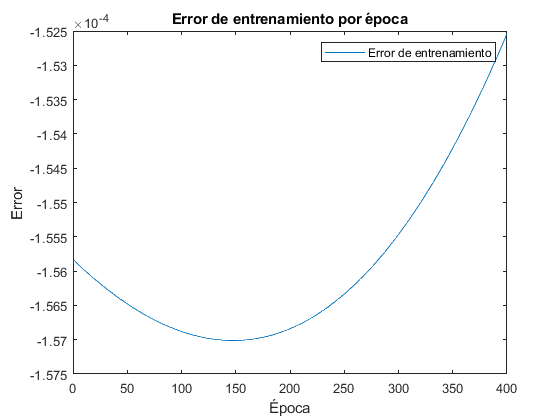 ×10-4
Error de entrenamiento por época
Error de entrenamiento
-1.525
-1.53
-1.535
-1.54
-1.545
-1.55
-1.555
-1.56
-1.565
-1.57
-1.575
Error
0 50 100 150 200 250 300 350 400
Época